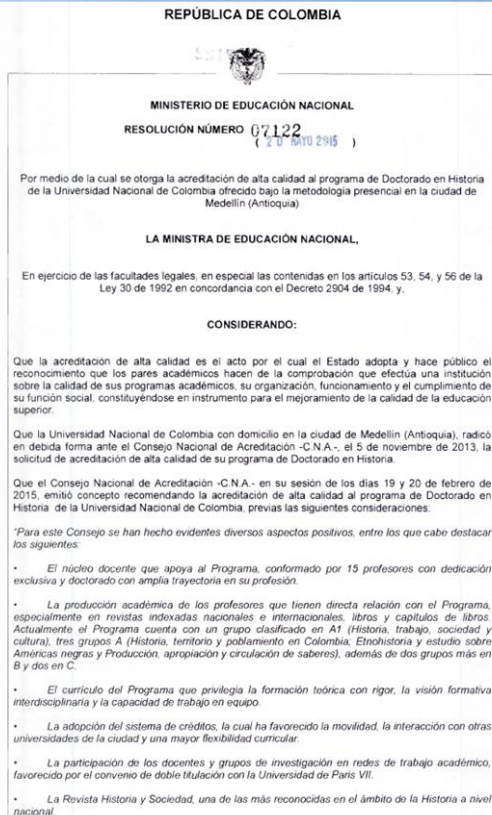 REPÚBLICA DE COLOMBIA
MINISTERIO DE EDUCACIÓN NACIONAL
RESOLUCIÓN NÚMERO 07122
( 20 MAYO 2015 )
Por medio de la cual se otorga la acreditación de alta calidad al programa de Doctorado en Historia
de la Universidad Nacional de Colombia ofrecido bajo la metodología presencial en la ciudad de
Medellín (Antioquia)
LA MINISTRA DE EDUCACIÓN NACIONAL,
En ejercicio de las facultades legales, en especial las contenidas en los artículos 53, 54, y 56 de la
Ley 30 de 1992 en concordancia con el Decreto 2904 de 1994, y,
CONSIDERANDO:
Que la acreditación de alta calidad es el acto por el cual el Estado adopta y hace público el
reconocimiento que los pares académicos hacen de la comprobación que efectúa una institución
sobre la calidad de sus programas académicos, su organización, funcionamiento y el cumplimiento de
su función social, constituyéndose en instrumento para el mejoramiento de la calidad de la educación
superior.
Que la Universidad Nacional de Colombia con domicilio en la ciudad de Medellín (Antioquia), radicó
en debida forma ante el Consejo Nacional de Acreditación -C.N.A.-, el 5 de noviembre de 2013, la
solicitud de acreditación de alta calidad de su programa de Doctorado en Historia.
Que el Consejo Nacional de Acreditación -C.N.A.- en su sesión de los días 19 y 20 de febrero de
2015, emitió concepto recomendando la acreditación de alta calidad al programa de Doctorado en
Historia de la Universidad Nacional de Colombia, previas las siguientes consideraciones:
"Para este Consejo se han hecho evidentes diversos aspectos positivos, entre los que cabe destacar
los siguientes:
• El núcleo docente que apoya al Programa, conformado por 15 profesores con dedicación
exclusiva y doctorado con amplia trayectoria en su profesión.
• La producción académica de los profesores que tienen directa relación con el Programa,
especialmente en revistas indexadas nacionales e internacionales, libros y capítulos de libros.
Actualmente el Programa cuenta con un grupo clasificado en A1 (Historia, trabajo, sociedad y
cultura), tres grupos A (Historia, territorio y poblamiento en Colombia; Etnohistoria y estudio sobre
Américas negras y Producción, apropiación y circulación de saberes), además de dos grupos más en
B y dos en C.
• El currículo del Programa que privilegia la formación teórica con rigor, la visión formativa
interdisciplinaria y la capacidad de trabajo en equipo.
• La adopción del sistema de créditos, la cual ha favorecido la movilidad, la interacción con otras
universidades de la ciudad y una mayor flexibilidad curricular.
• La participación de los docentes y grupos de investigación en redes de trabajo académico,
favorecido por el convenio de doble titulación con la Universidad de Paris VII.
• La Revista Historia y Sociedad, una de las más reconocidas en el ámbito de la Historia a nivel
nacional.